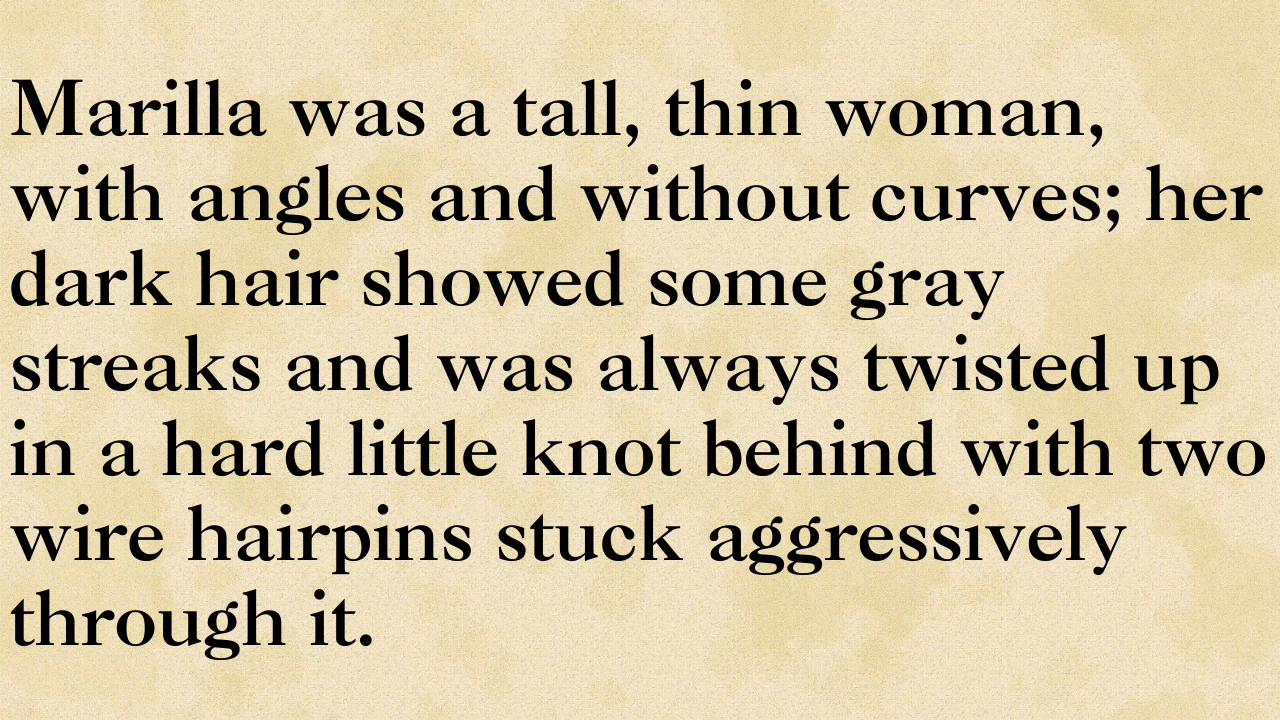 Marilla was a tall, thin woman,
with angles and without curves; her
dark hair showed some gray
streaks and was always twisted up
in a hard little knot behind with two
wire hairpins stuck aggressively
through it.